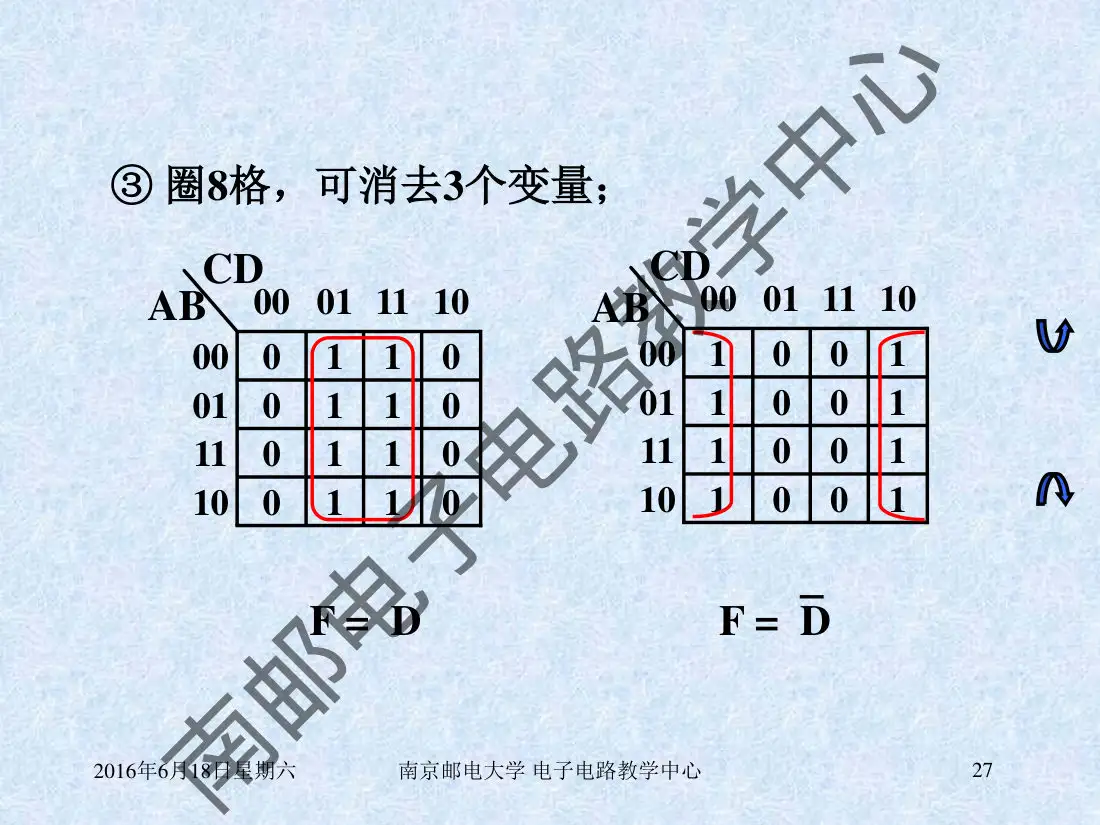 ③ 圈8格，可消去3个变量；
CD
AB 00 01 11 10
00 0 1 1 0
01 0 1 1 0
11 0 1 1 0
10 0 1 1 0
F = D
CD
AB 00 01 11 10
00 1 0 0 1
01 1 0 0 1
11 1 0 0 1
10 1 0 0 1
F = D̅
南邮电子电路教学中心
2016年6月18日星期六 南京邮电大学 电子电路教学中心 27